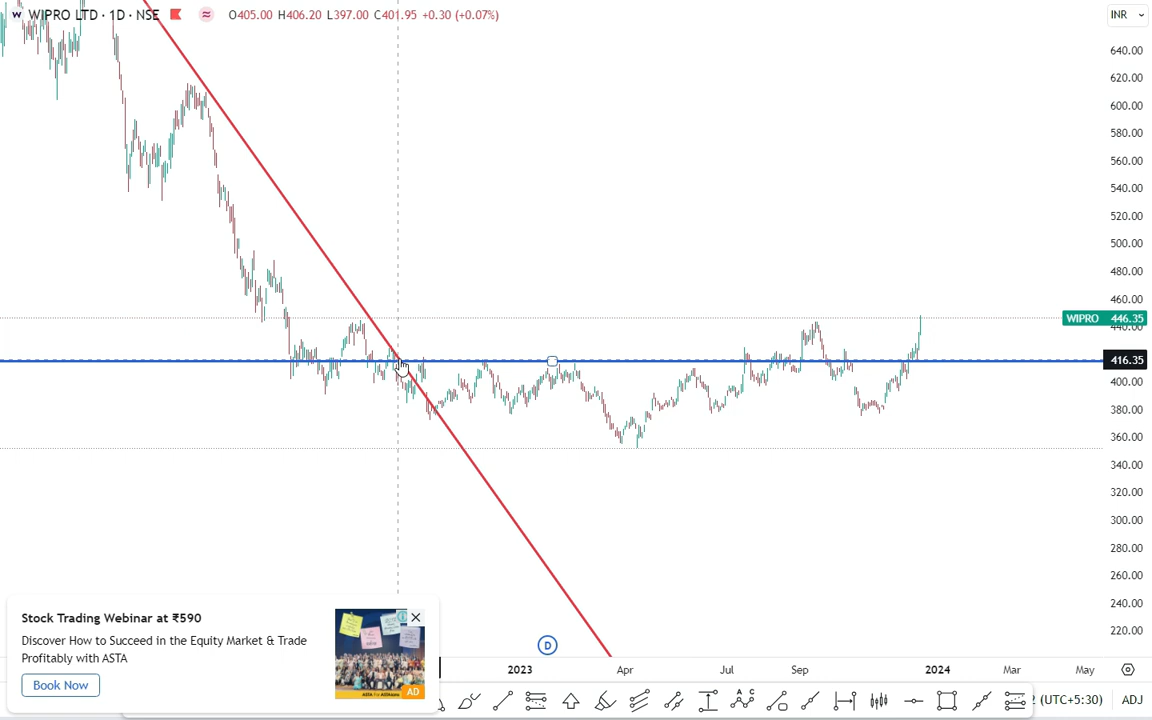 W WIPRO LTD · 1D · NSE ≈ O405.00 H406.20 L397.00 C401.95 +0.30 (+0.07%)
INR
640.00
620.00
600.00
580.00
560.00
540.00
520.00
500.00
480.00
460.00
WIPRO 446.35
440.00
416.35
400.00
380.00
360.00
340.00
320.00
300.00
280.00
260.00
240.00
220.00
Stock Trading Webinar at ₹590
Discover How to Succeed in the Equity Market & Trade
Profitably with ASTA
Book Now
AD
D
2023 Apr Jul Sep 2024 Mar May
2 (UTC+5:30) ADJ